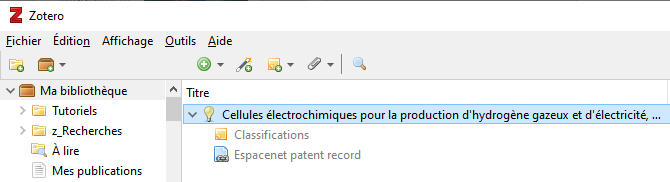 Z Zotero
Fichier Édition Affichage Outils Aide
Ma bibliothèque
Titre
Tutoriels
Cellules électrochimiques pour la production d'hydrogène gazeux et d'électricité, ...
z_Recherches
Classifications
À lire
Espacenet patent record
Mes publications